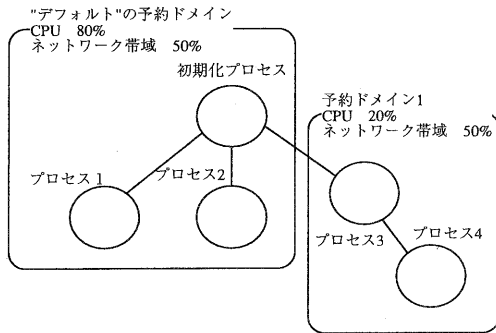 "デフォルト"の予約ドメイン
CPU 80%
ネットワーク帯域 50%
初期化プロセス
予約ドメイン1
CPU 20%
ネットワーク帯域 50%
プロセス1
プロセス2
プロセス3
プロセス4